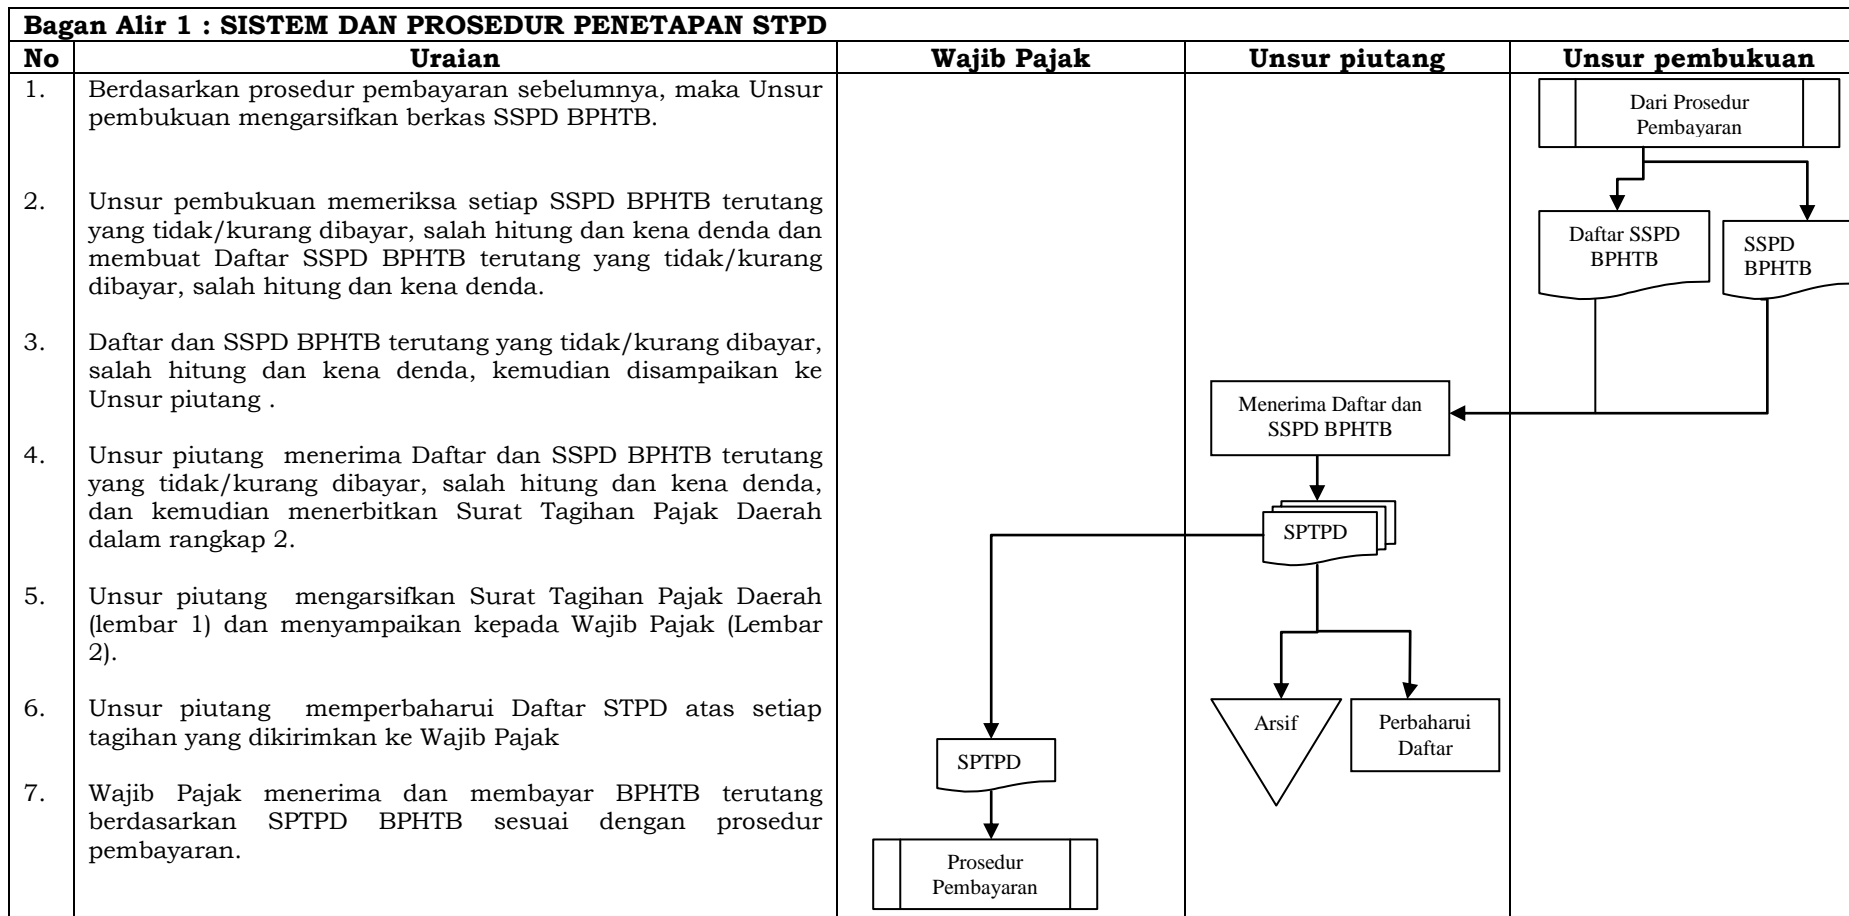 Bagan Alir 1 : SISTEM DAN PROSEDUR PENETAPAN STPD
No Uraian Wajib Pajak Unsur piutang Unsur pembukuan
1. Berdasarkan prosedur pembayaran sebelumnya, maka Unsur
pembukuan mengarsifkan berkas SSPD BPHTB.
2. Unsur pembukuan memeriksa setiap SSPD BPHTB terutang
yang tidak/kurang dibayar, salah hitung dan kena denda dan
membuat Daftar SSPD BPHTB terutang yang tidak/kurang
dibayar, salah hitung dan kena denda.
3. Daftar dan SSPD BPHTB terutang yang tidak/kurang dibayar,
salah hitung dan kena denda, kemudian disampaikan ke
Unsur piutang .
4. Unsur piutang menerima Daftar dan SSPD BPHTB terutang
yang tidak/kurang dibayar, salah hitung dan kena denda,
dan kemudian menerbitkan Surat Tagihan Pajak Daerah
dalam rangkap 2.
5. Unsur piutang mengarsifkan Surat Tagihan Pajak Daerah
(lembar 1) dan menyampaikan kepada Wajib Pajak (Lembar
2).
6. Unsur piutang memperbaharui Daftar STPD atas setiap
tagihan yang dikirimkan ke Wajib Pajak
7. Wajib Pajak menerima dan membayar BPHTB terutang
berdasarkan SPTPD BPHTB sesuai dengan prosedur
pembayaran.
Dari Prosedur
Pembayaran
Daftar SSPD
BPHTB
SSPD
BPHTB
Menerima Daftar dan
SSPD BPHTB
SPTPD
Arsif
Perbaharui
Daftar
SPTPD
Prosedur
Pembayaran